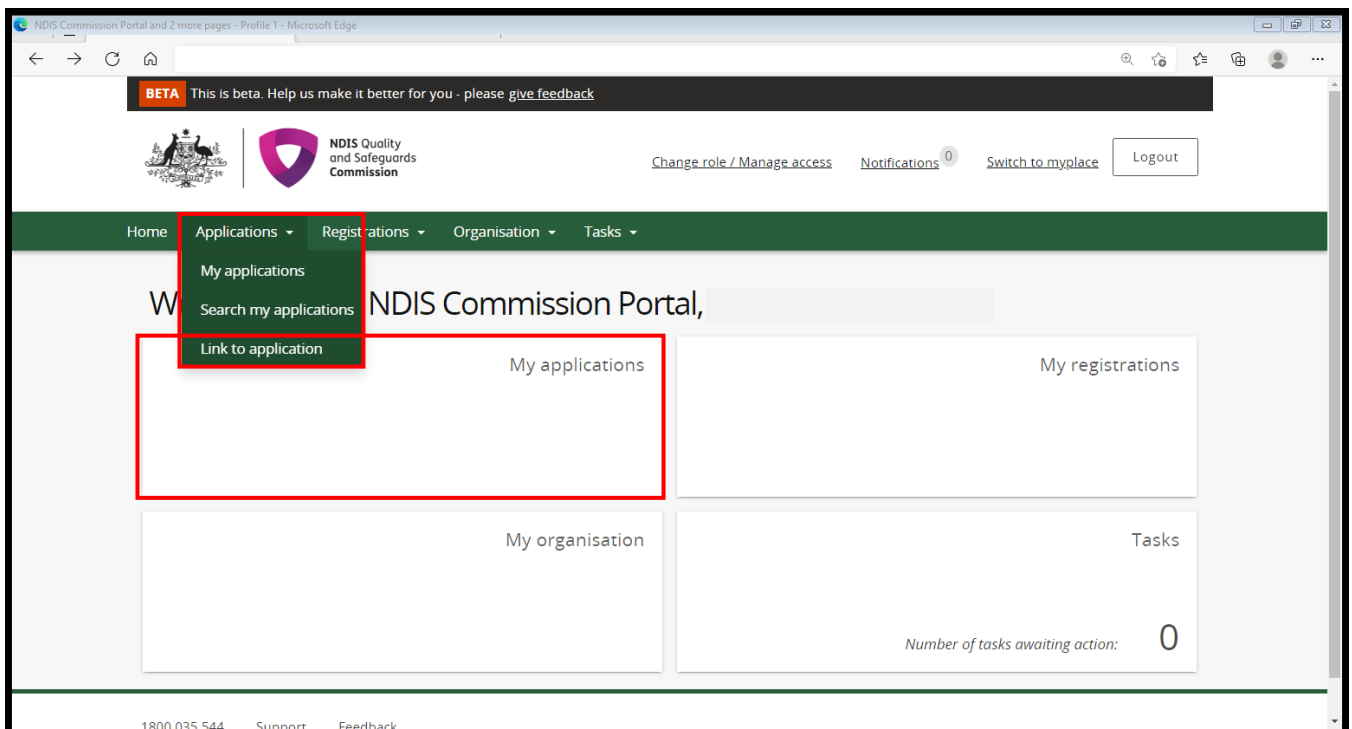 NDIS Commission Portal and 2 more pages - Profile 1 - Microsoft Edge
BETA This is beta. Help us make it better for you - please give feedback
NDIS Quality
and Safeguards
Commission
Change role / Manage access Notifications 0 Switch to myplace Logout
Home Applications Registrations Organisation Tasks
My applications
Search my applications
Link to application
W NDIS Commission Portal,
My applications
My registrations
My organisation
Tasks
Number of tasks awaiting action: 0
1800 035 544 Support Feedback